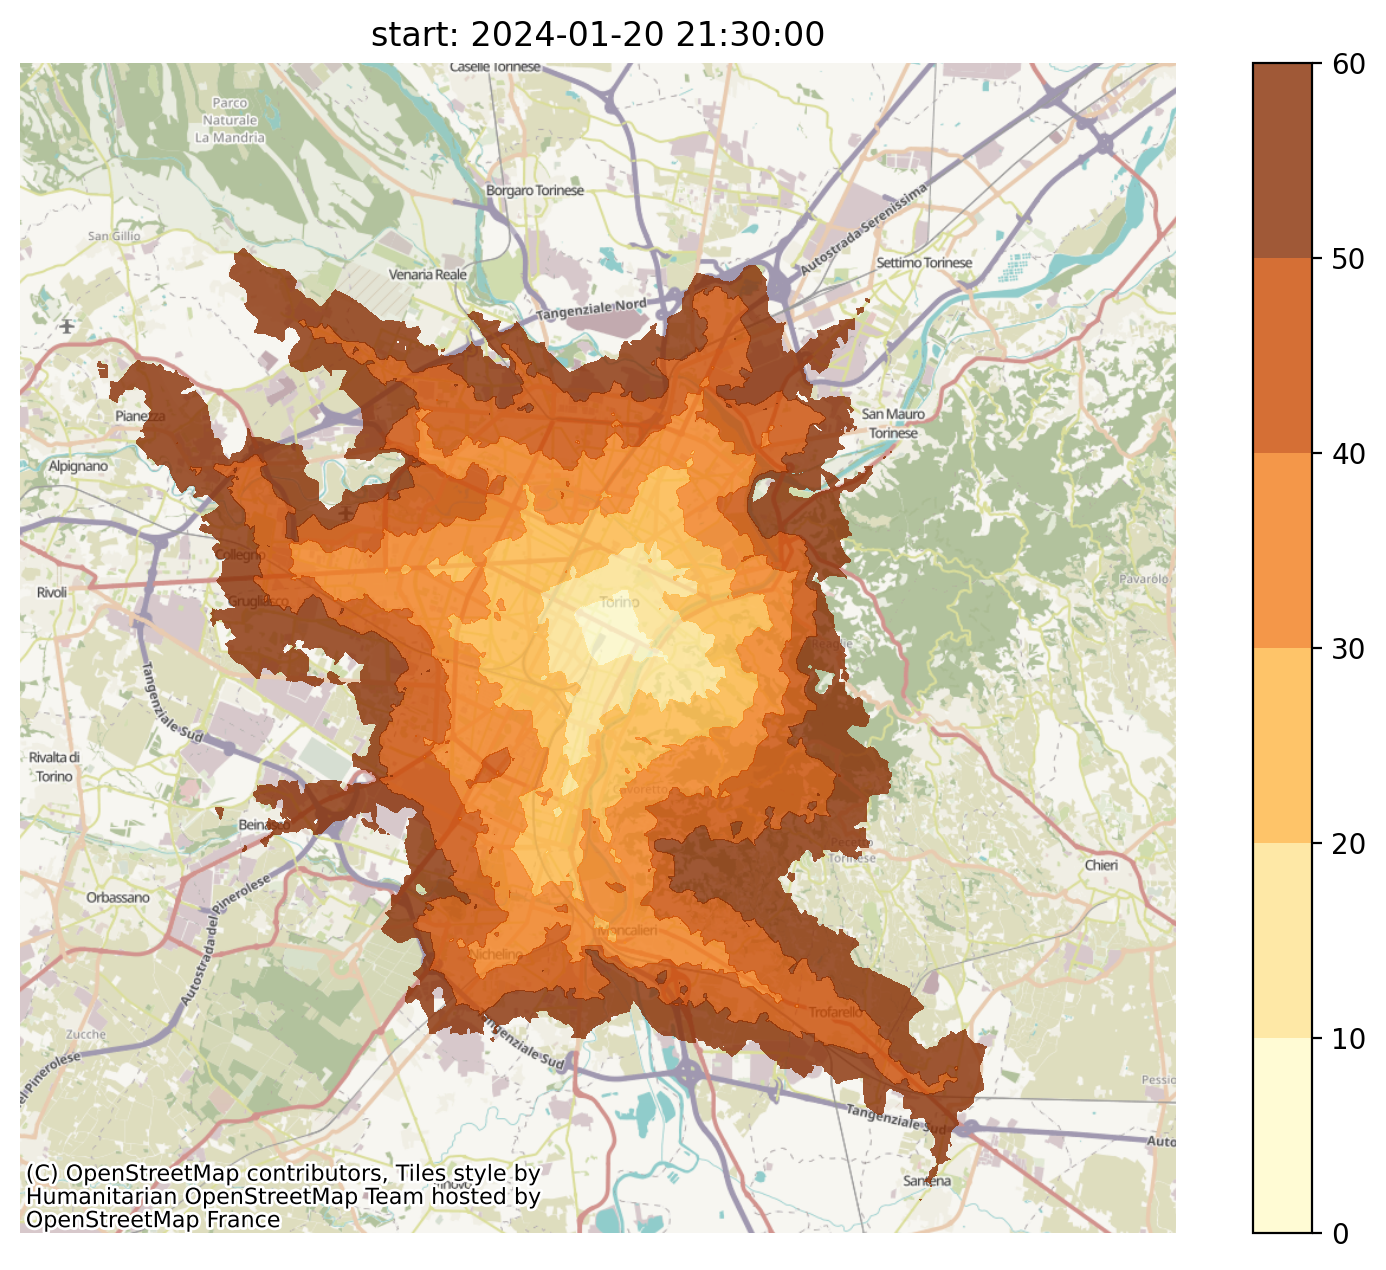 start: 2024-01-20 21:30:00
Caselle Torinese
Parco
Naturale
La Mandria
Borgaro Torinese
Autostrada Serenissima
San Gillio
Venaria Reale
Settimo Torinese
Tangenziale Nord
Pianezza
San Mauro
Torinese
Alpignano
Collegno
Pavarolo
Rivoli
Grugliasco
Torino
Reaglie
Tangenziale Sud
Rivalta di
Torino
Cavoretto
Beinasco
Torinese
Chieri
Orbassano
Autostrada del Pinerolese
Moncalieri
Nichelino
Trofarello
Zucche
Tangenziale Sud
Pessio
Tangenziale Sud
Auto
Santena
(C) OpenStreetMap contributors, Tiles style by
Humanitarian OpenStreetMap Team hosted by
OpenStreetMap France
60
50
40
30
20
10
0